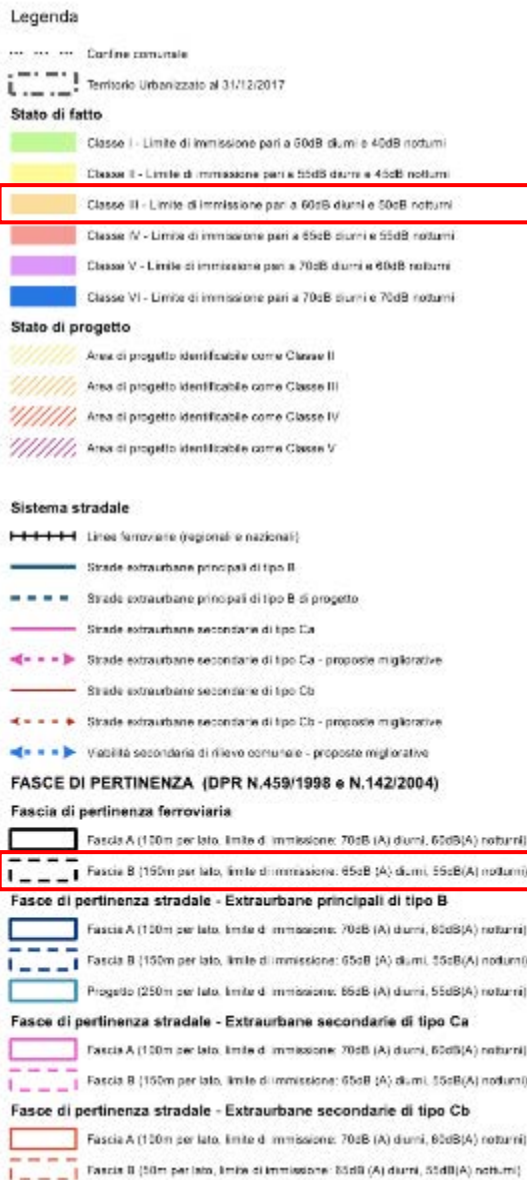 Legenda
Confine comunale
Territorio Urbanizzato al 31/12/2017
Stato di fatto
Classe I - Limite di immissione pari a 50dB diurni e 40dB notturni
Classe II - Limite di immissione pari a 55dB diurni e 45dB notturni
Classe III - Limite di immissione pari a 60dB diurni e 50dB notturni
Classe IV - Limite di immissione pari a 65dB diurni e 55dB notturni
Classe V - Limite di immissione pari a 70dB diurni e 60dB notturni
Classe VI - Limite di immissione pari a 70dB diurni e 70dB notturni
Stato di progetto
Area di progetto identificabile come Classe II
Area di progetto identificabile come Classe III
Area di progetto identificabile come Classe IV
Area di progetto identificabile come Classe V
Sistema stradale
Linee ferroviarie (regionali e nazionali)
Strade extraurbane principali di tipo B
Strade extraurbane principali di tipo B di progetto
Strade extraurbane secondarie di tipo Ca
Strade extraurbane secondarie di tipo Ca - proposte migliorative
Strade extraurbane secondarie di tipo Cb
Strade extraurbane secondarie di tipo Cb - proposte migliorative
Viabilità secondaria di rilievo comunale - proposte migliorative
FASCE DI PERTINENZA (DPR N.459/1998 e N.142/2004)
Fascia di pertinenza ferroviaria
Fascia A (100m per lato, limite di immissione: 70dB (A) diurni, 60dB(A) notturni)
Fascia B (150m per lato, limite di immissione: 65dB (A) diurni, 55dB(A) notturni)
Fasce di pertinenza stradale - Extraurbane principali di tipo B
Fascia A (100m per lato, limite di immissione: 70dB (A) diurni, 60dB(A) notturni)
Fascia B (150m per lato, limite di immissione: 65dB (A) diurni, 55dB(A) notturni)
Progetto (250m per lato, limite di immissione: 65dB (A) diurni, 55dB(A) notturni)
Fasce di pertinenza stradale - Extraurbane secondarie di tipo Ca
Fascia A (100m per lato, limite di immissione: 70dB (A) diurni, 60dB(A) notturni)
Fascia B (150m per lato, limite di immissione: 65dB (A) diurni, 55dB(A) notturni)
Fasce di pertinenza stradale - Extraurbane secondarie di tipo Cb
Fascia A (100m per lato, limite di immissione: 70dB (A) diurni, 60dB(A) notturni)
Fascia B (50m per lato, limite di immissione: 65dB (A) diurni, 55dB(A) notturni)